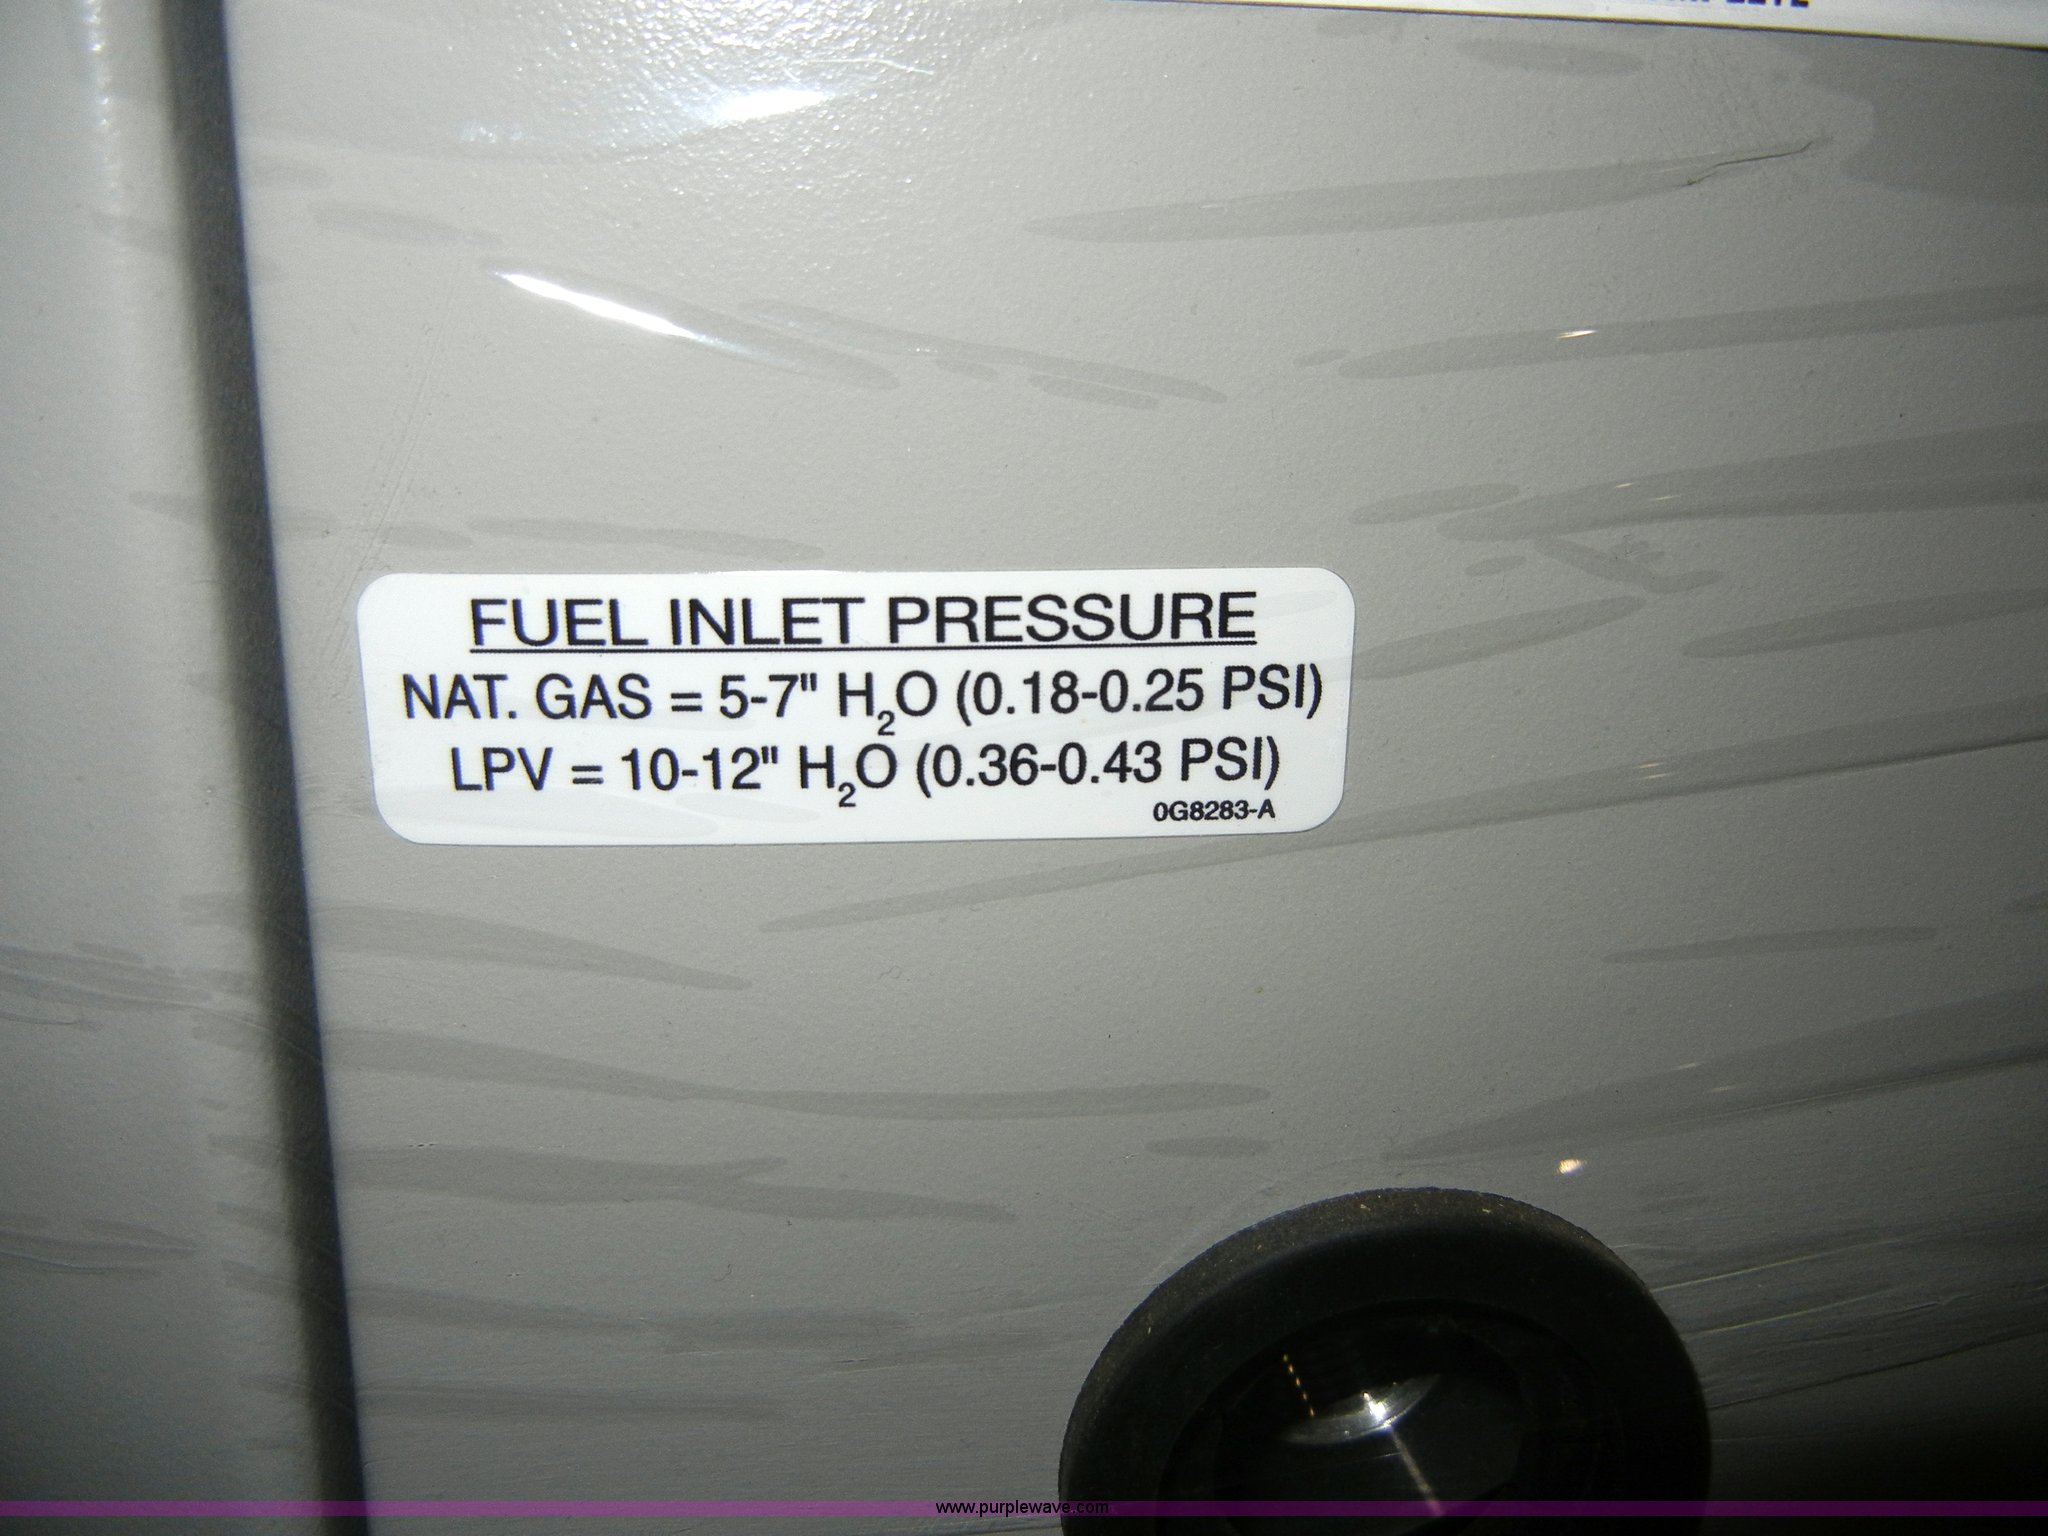 FUEL INLET PRESSURE
NAT. GAS = 5-7" H₂O (0.18-0.25 PSI)
LPV = 10-12" H₂O (0.36-0.43 PSI)
0G8283-A
www.purplewave.com